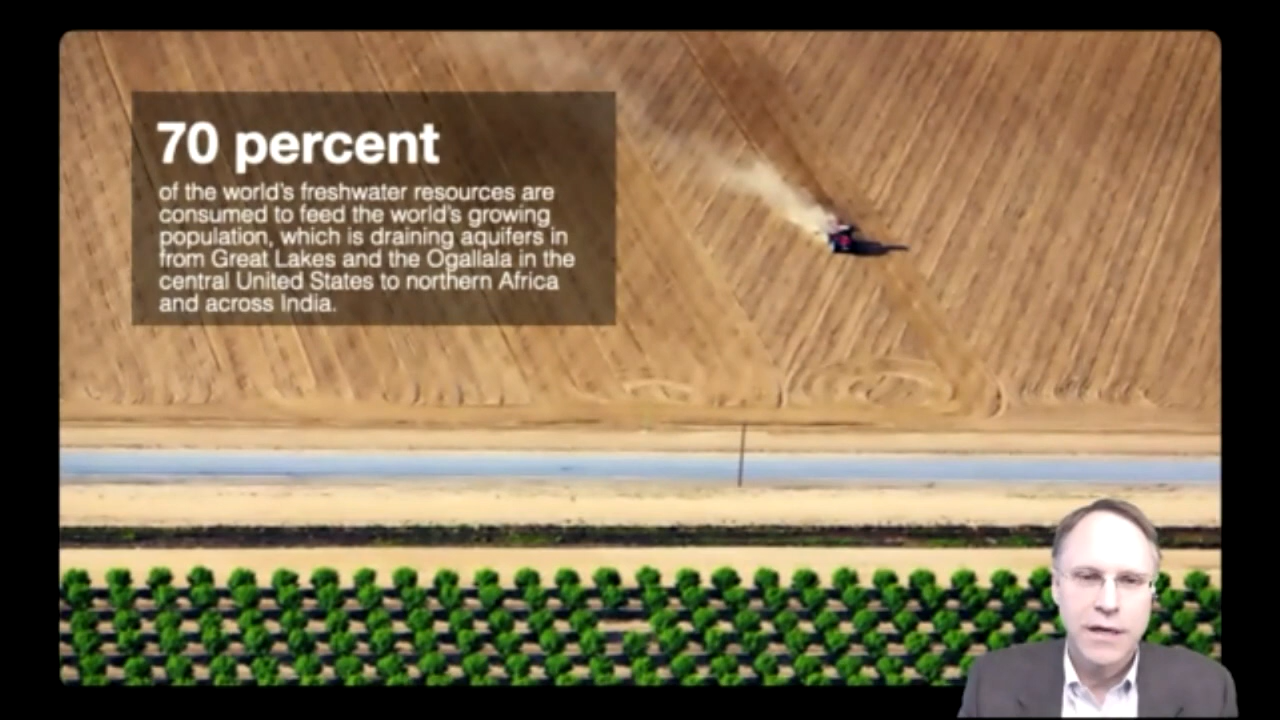 70 percent
of the world's freshwater resources are
consumed to feed the world's growing
population, which is draining aquifers in
from Great Lakes and the Ogallala in the
central United States to northern Africa
and across India.